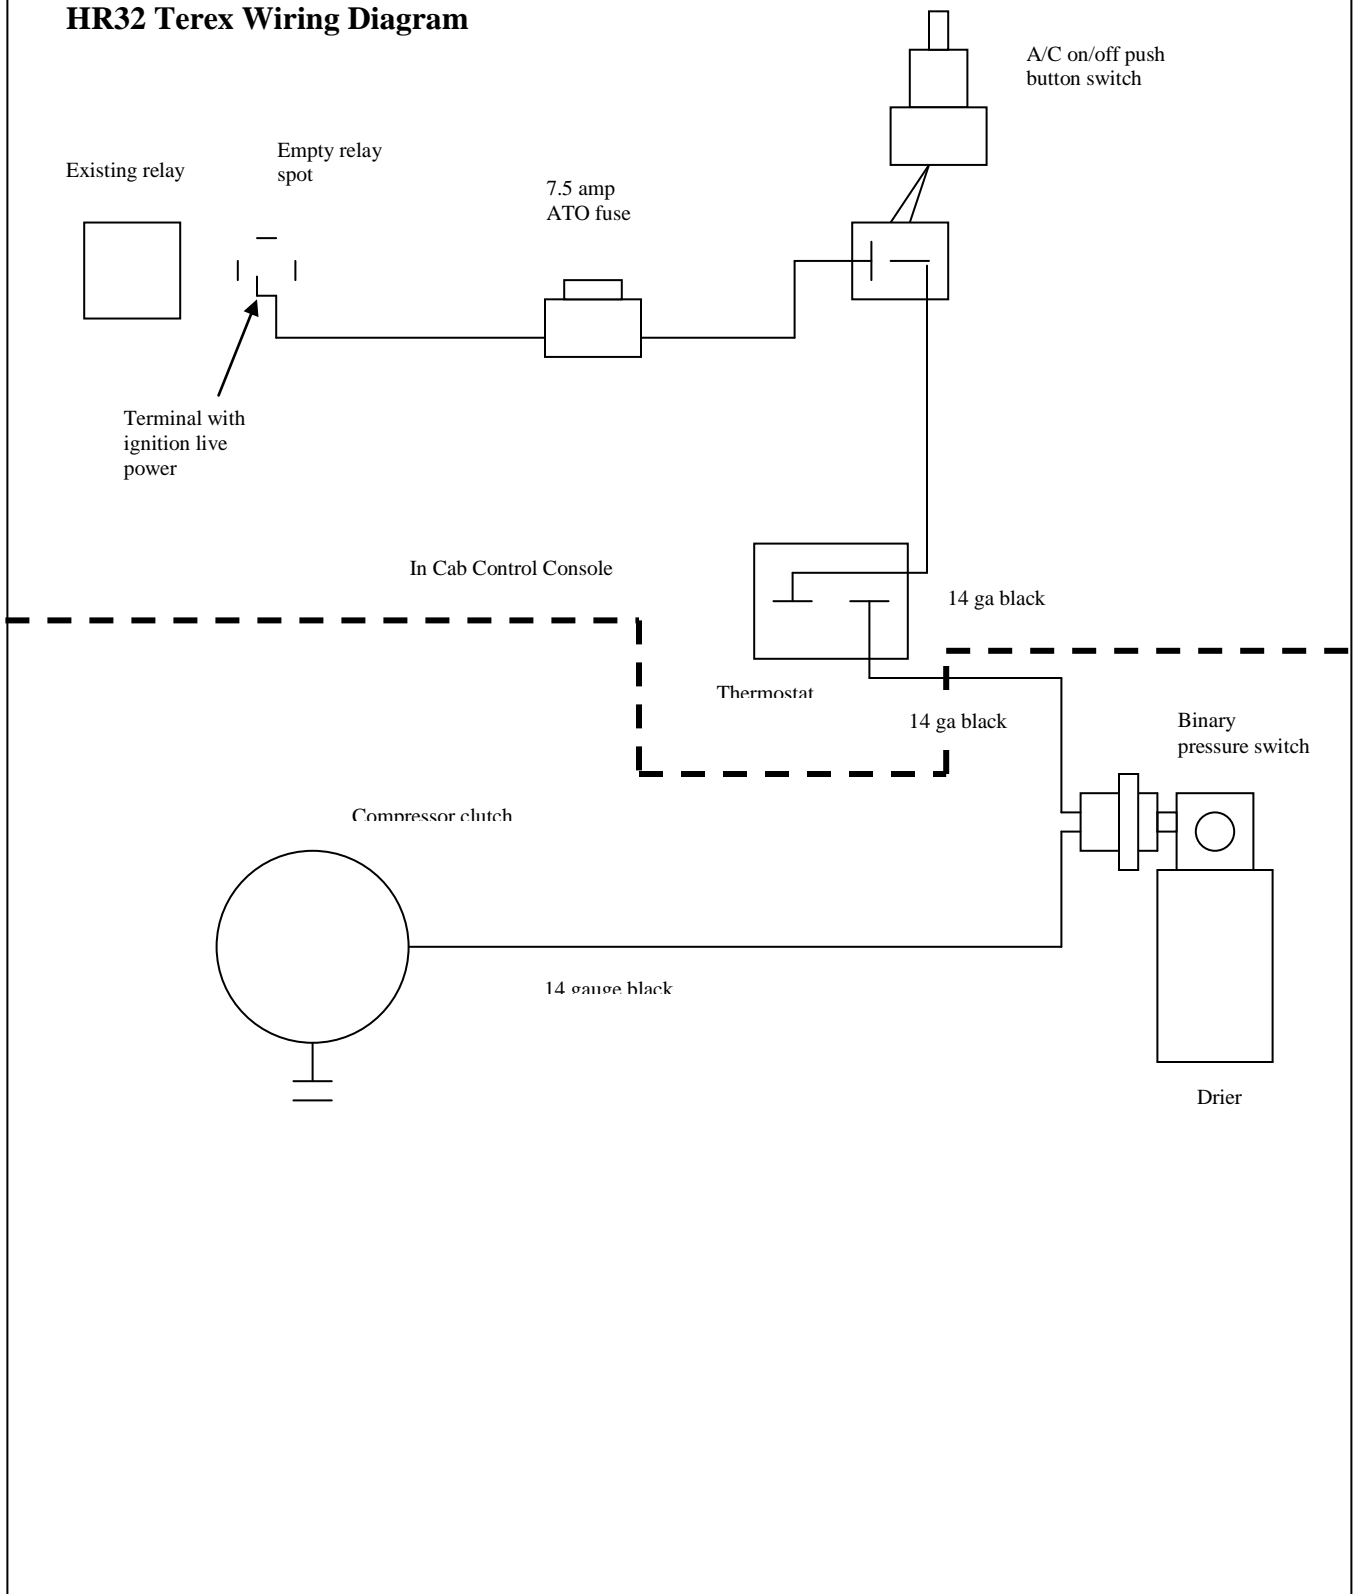 HR32 Terex Wiring Diagram
A/C on/off push
button switch
Existing relay
Empty relay
spot
7.5 amp
ATO fuse
Terminal with
ignition live
power
In Cab Control Console
14 ga black
Thermostat
14 ga black
Binary
pressure switch
Compressor clutch
14 gauge black
Drier